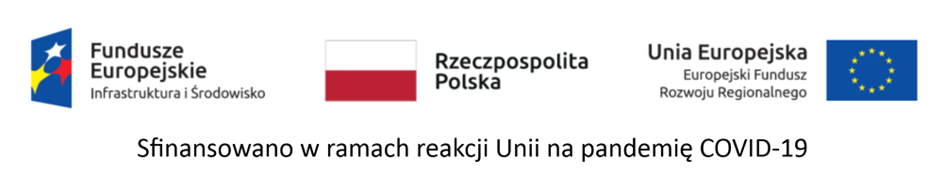 Fundusze
Europejskie
Infrastruktura i Środowisko
Rzeczpospolita
Polska
Unia Europejska
Europejski Fundusz
Rozwoju Regionalnego
Sfinansowano w ramach reakcji Unii na pandemię COVID-19